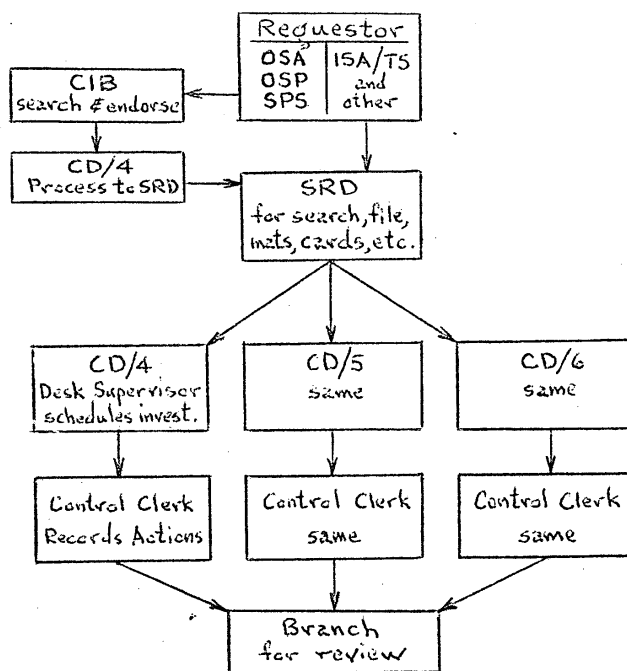 Requestor
OSA ISA/TS
OSP and
SPS other
CIB
search & endorse
CD/4
Process to SRD
SRD
for search, file,
mats, cards, etc.
CD/4
Desk Supervisor
schedules invest.
CD/5
same
CD/6
same
Control Clerk
Records Actions
Control Clerk
same
Control Clerk
same
Branch
for review